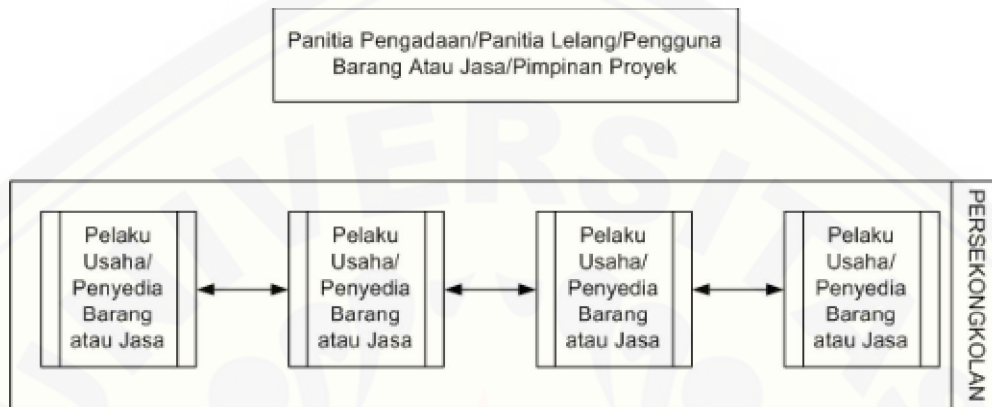 Panitia Pengadaan/Panitia Lelang/Pengguna
Barang Atau Jasa/Pimpinan Proyek
Pelaku
Usaha/
Penyedia
Barang
atau Jasa
Pelaku
Usaha/
Penyedia
Barang
atau Jasa
Pelaku
Usaha/
Penyedia
Barang
atau Jasa
Pelaku
Usaha/
Penyedia
Barang
atau Jasa
PERSEKONGKOLAN